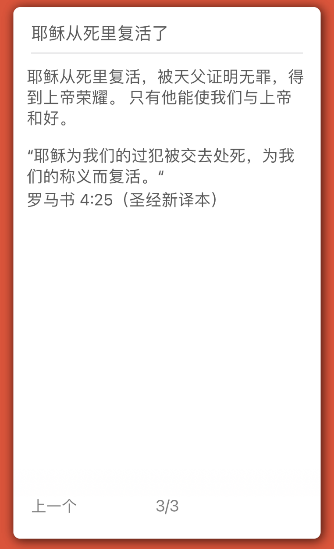 耶稣从死里复活了
耶稣从死里复活，被天父证明无罪，得
到上帝荣耀。 只有他能使我们与上帝
和好。
“耶稣为我们的过犯被交去处死，为我
们的称义而复活。“
罗马书 4:25（圣经新译本）
上一个
3/3